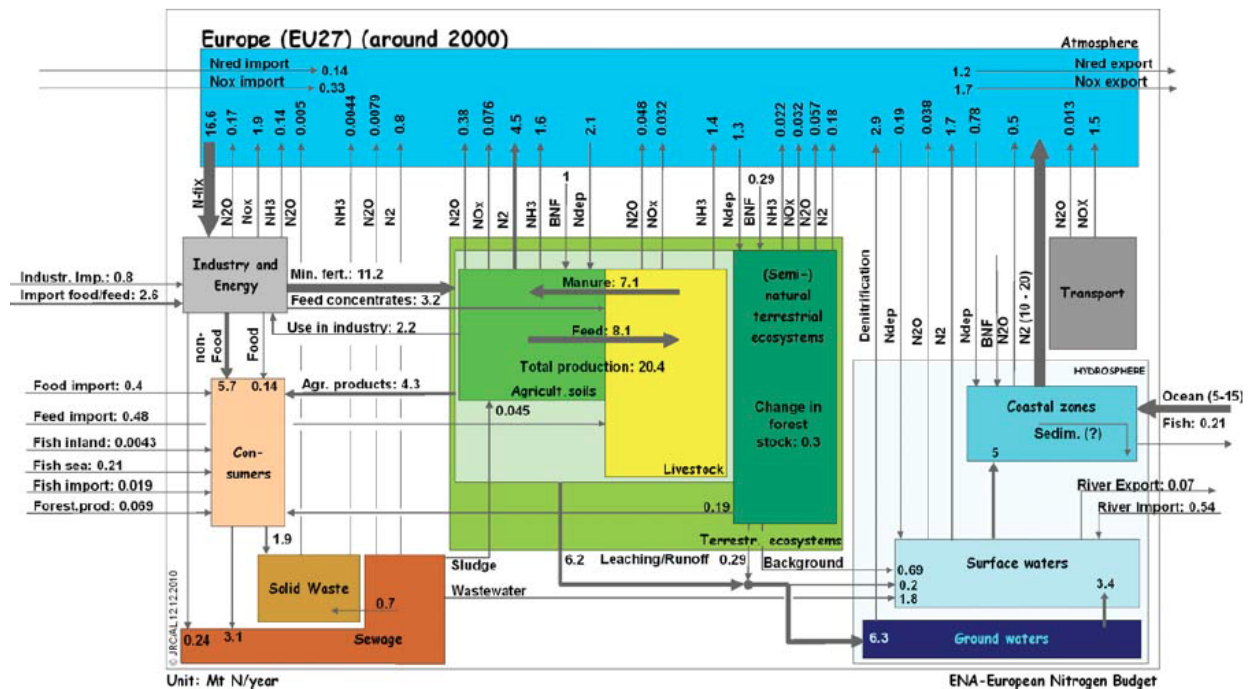 Europe (EU27) (around 2000)
Atmosphere
Nred import
0.14
Nox import
0.33
1.2
Nred export
1.7
Nox export
16.6
0.17
1.9
0.14
0.005
0.0044
0.0079
0.8
0.38
0.076
4.5
1.6
2.1
0.048
0.032
1.4
1.3
0.022
0.032
0.057
0.18
2.9
0.19
0.038
1.7
0.78
0.5
0.013
1.5
1
0.29
N-fix
N2O
Nox
NH3
N2O
NH3
N2O
N2
N2O
NOx
N2
NH3
BNF
Ndep
N2O
NOx
NH3
Ndep
BNF
NH3
NOx
N2O
N2
Denitrification
Ndep
N2O
N2
Ndep
BNF
N2O
N2 (10 - 20)
N2O
NOX
Industry and
Energy
Industr. Imp.: 0.8
Import food/feed: 2.6
Min. fert.: 11.2
Feed concentrates: 3.2
Use in industry: 2.2
Manure: 7.1
Feed: 8.1
Total production: 20.4
Agricult.soils
Livestock
(Semi-)
natural
terrestrial
ecosystems
Change in
forest
stock: 0.3
Transport
non-
Food
Food
5.7
0.14
Agr. products: 4.3
0.045
Food import: 0.4
Feed import: 0.48
Fish inland: 0.0043
Fish sea: 0.21
Fish import: 0.019
Forest.prod: 0.069
Con-
sumers
HYDROSPHERE
Coastal zones
Sedim. (?)
Ocean (5-15)
Fish: 0.21
5
River Export: 0.07
River Import: 0.54
0.19
Terrestr. ecosystems
1.9
6.2
Leaching/Runoff
0.29
Background
Sludge
Wastewater
0.69
0.2
1.8
Surface waters
3.4
Solid Waste
0.7
Sewage
0.24
3.1
6.3
Ground waters
© JRC/AL 12.12.2010
Unit: Mt N/year
ENA-European Nitrogen Budget